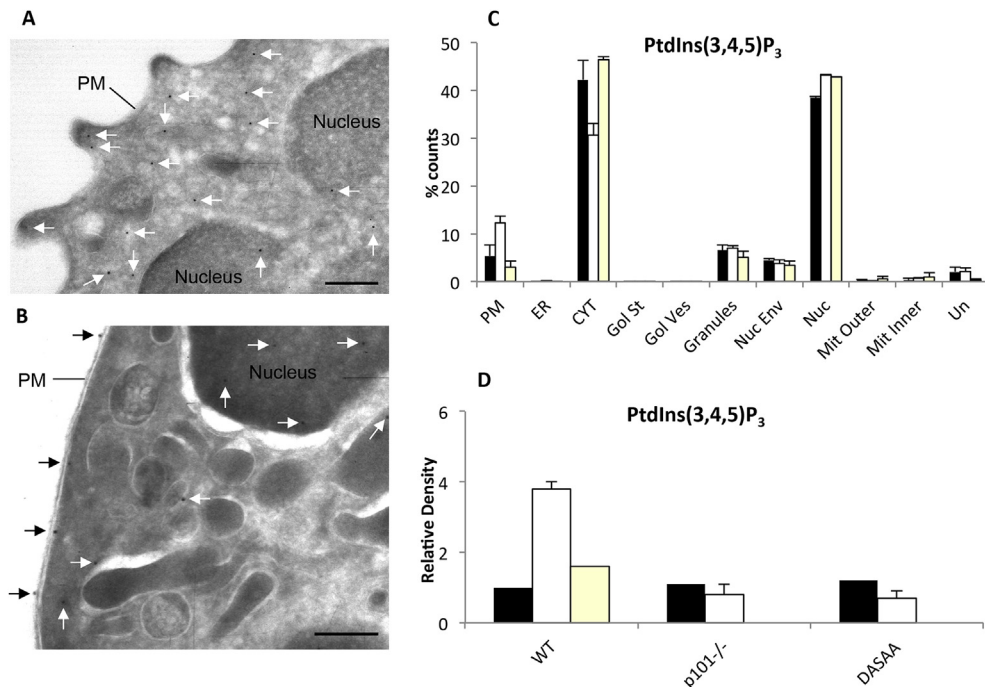 A
PM
Nucleus
Nucleus
B
PM
Nucleus
C
PtdIns(3,4,5)P3
% counts
50
40
30
20
10
0
PM
ER
CYT
Gol St
Gol Ves
Granules
Nuc Env
Nuc
Mit Outer
Mit Inner
Un
D
PtdIns(3,4,5)P3
Relative Density
6
4
2
0
WT
p101-/-
DASAA